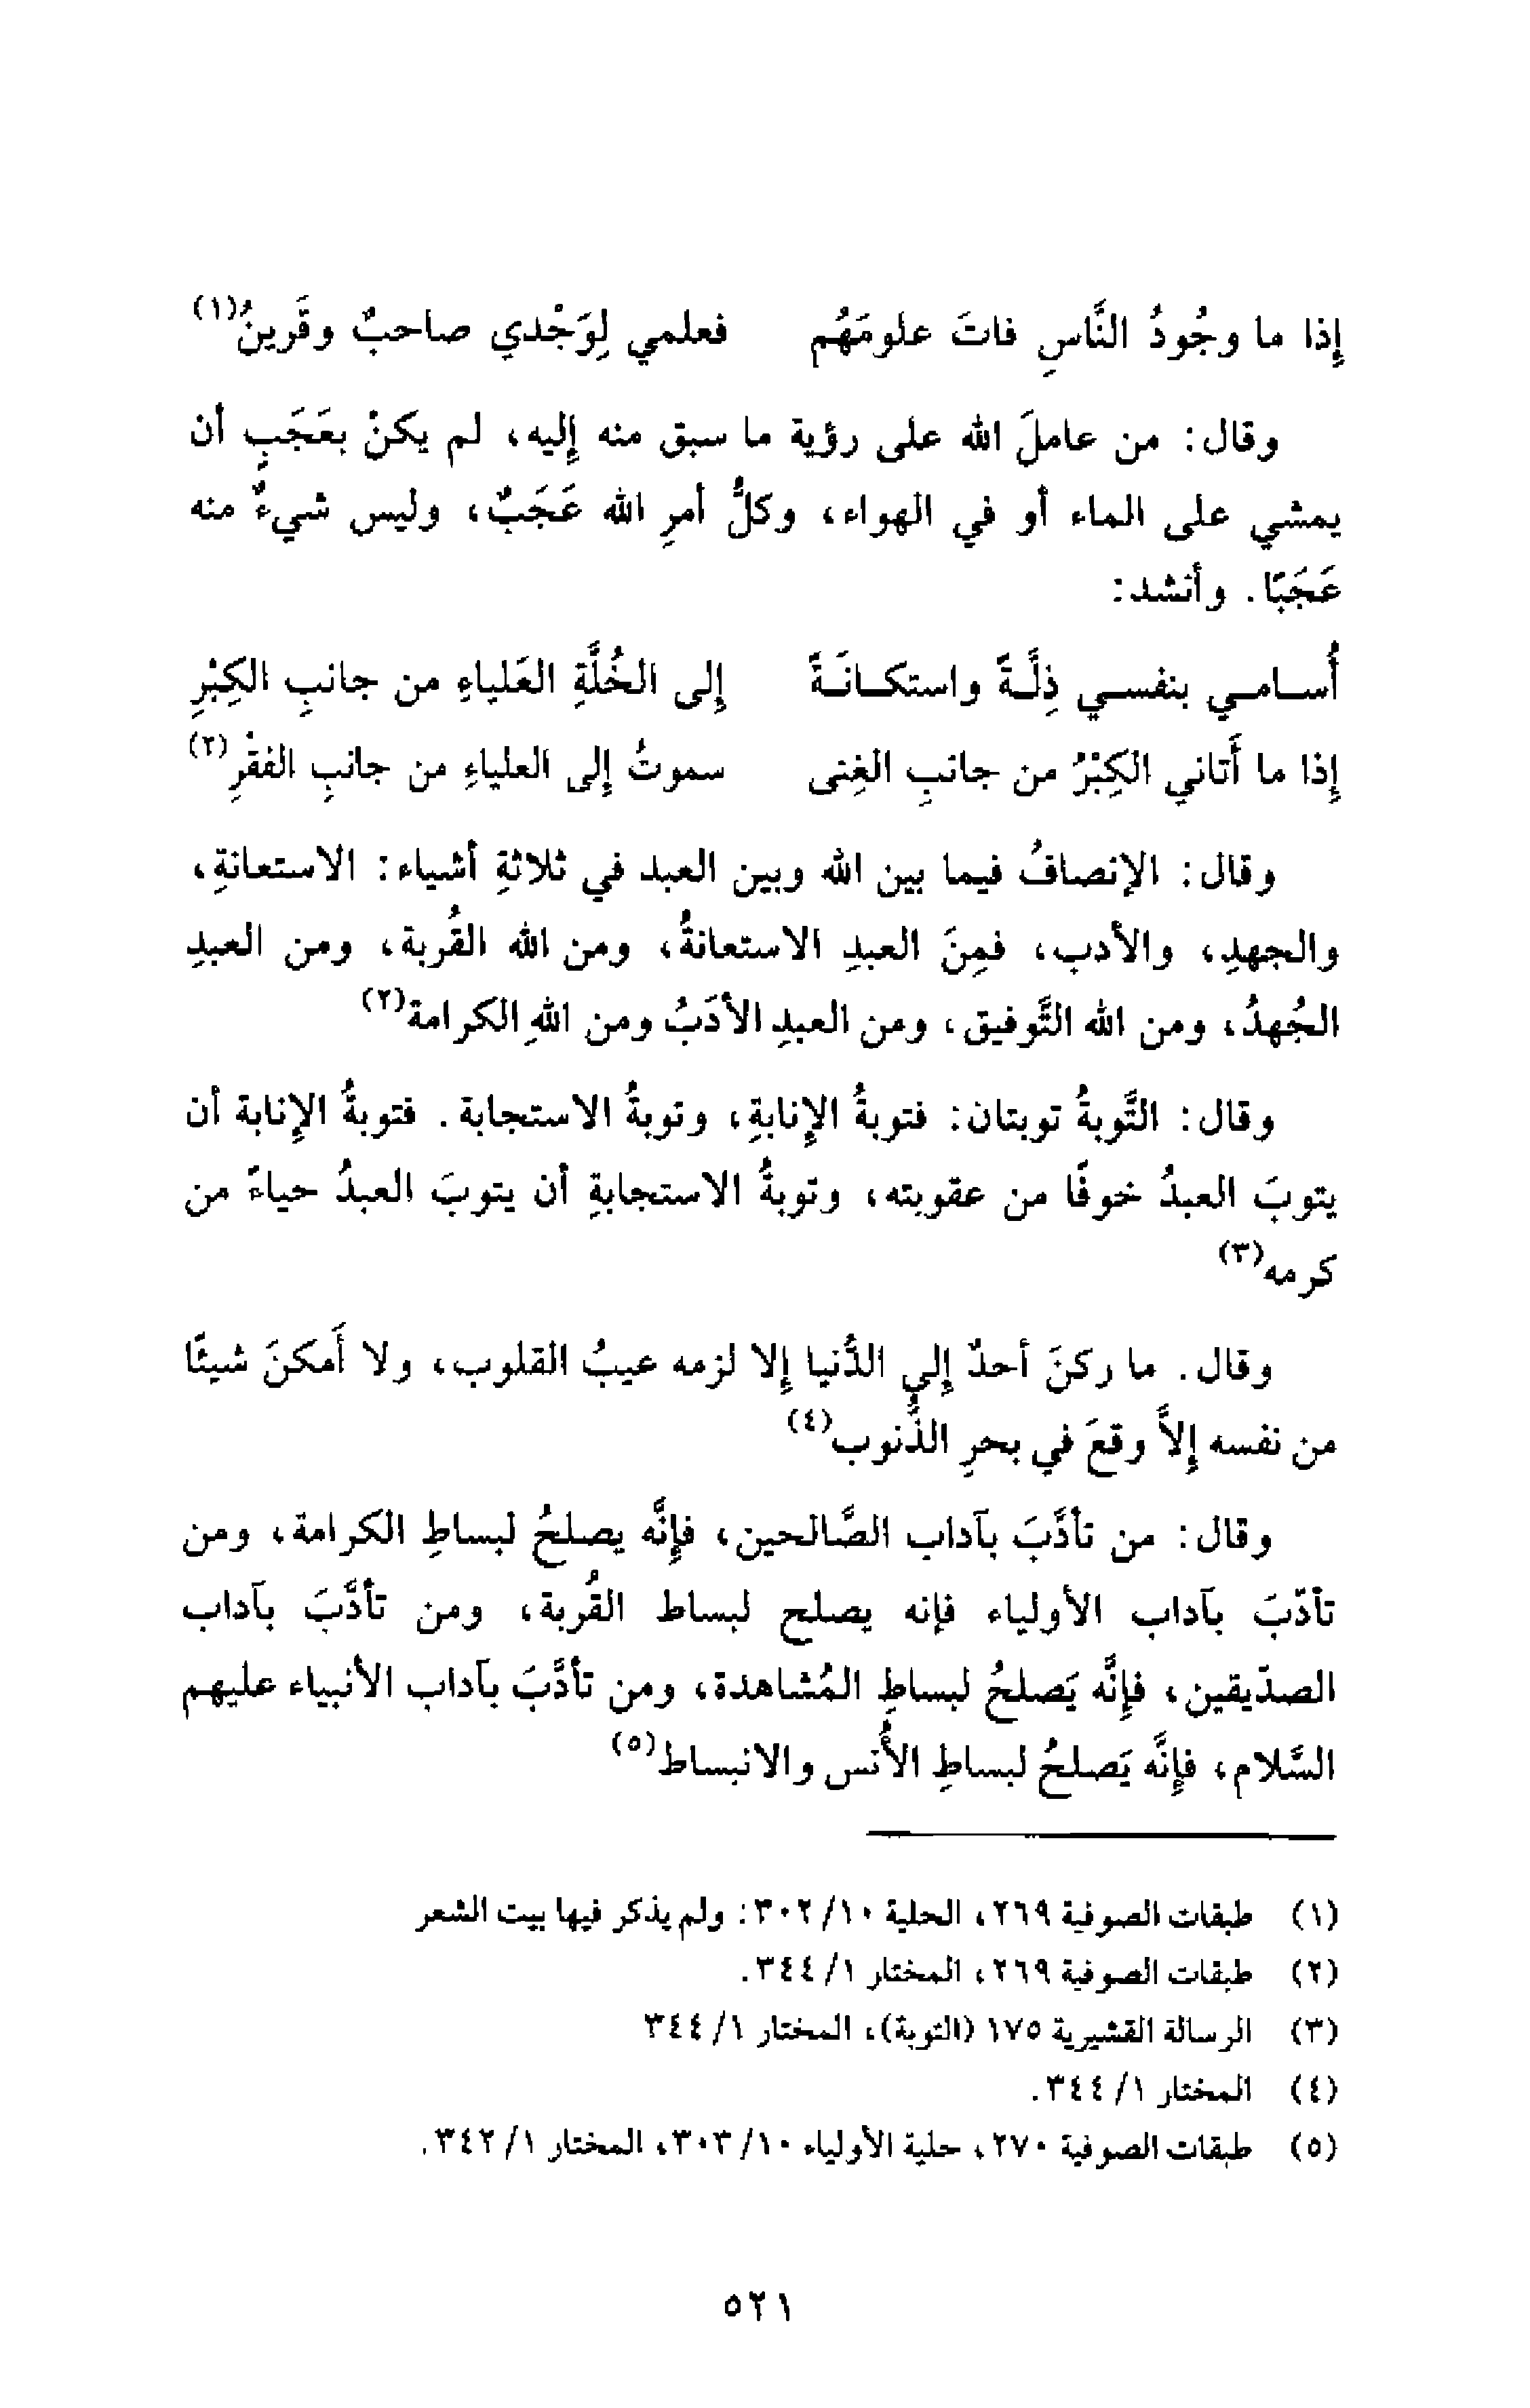 إذا ما وجُودُ النَّاسِ فاتَ علومَهُم فعلمي لِوَجْدي صاحبٌ وقَرينُ(١)
وقال: من عاملَ الله على رؤية ما سبق منه إليه، لم يكنْ بعَجَبٍ أن
يمشي على الماء أو في الهواء، وكلُّ أمرِ الله عَجَبٌ، وليس شيءٌ منه
عَجَبًا. وأنشد:
أُسـامـي بنفسـي ذِلَّـةً واستكـانَـةً إلى الخُلَّةِ العَلياءِ من جانبِ الكِبْرِ
إذا ما أَتاني الكِبْرُ من جانبِ الغِنى سموتُ إلى العلياءِ من جانبِ الفقْرِ(٢)
وقال: الإنصافُ فيما بين الله وبين العبد في ثلاثةِ أشياء: الاستعانةِ،
والجهدِ، والأدب، فمِنَ العبدِ الاستعانةُ، ومن الله القُربة، ومن العبدِ
الجُهدُ، ومن الله التَّوفيق، ومن العبدِ الأدَبُ ومن اللهِ الكرامة(٢)
وقال: التَّوبةُ توبتان: فتوبةُ الإنابةِ، وتوبةُ الاستجابة. فتوبةُ الإنابة أن
يتوبَ العبدُ خوفًا من عقوبته، وتوبةُ الاستجابةِ أن يتوبَ العبدُ حياءً من
كرمه(٣)
وقال. ما ركنَ أحدٌ إلى الدُّنيا إلا لزمه عيبُ القلوب، ولا أَمكنَ شيئًا
من نفسه إلاَّ وقعَ في بحرِ الذُّنوب(٤)
وقال: من تأدَّبَ بآداب الصَّالحين، فإنَّه يصلحُ لبساطِ الكرامة، ومن
تأدّبَ بآداب الأولياء فإنه يصلح لبساط القُربة، ومن تأدَّبَ بآداب
الصدّيقين، فإنَّه يَصلحُ لبساطِ المُشاهدة، ومن تأدَّبَ بآداب الأنبياء عليهم
السَّلام، فإنَّه يَصلحُ لبساطِ الأُنس والانبساط(٥)
(١) طبقات الصوفية ٢٦٩، الحلية ١٠/ ٣٠٢: ولم يذكر فيها بيت الشعر
(٢) طبقات الصوفية ٢٦٩، المختار ١/ ٣٤٤.
(٣) الرسالة القشيرية ١٧٥ (التوبة)، المختار ١/ ٣٤٤
(٤) المختار ١/ ٣٤٤.
(٥) طبقات الصوفية ٢٧٠، حلية الأولياء ١٠/ ٣٠٣، المختار ١/ ٣٤٢.
٥٢١